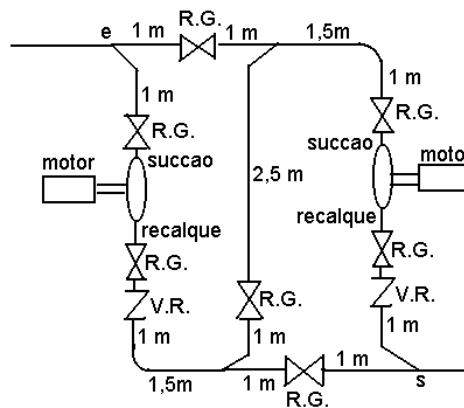 R.G.
e 1 m 1 m 1,5m
1 m 1 m
R.G. R.G.
motor succao succao moto
2,5 m
recalque recalque
R.G. R.G.
V.R. R.G. V.R.
1 m 1 m 1 m
1,5m 1 m 1 m s
R.G.